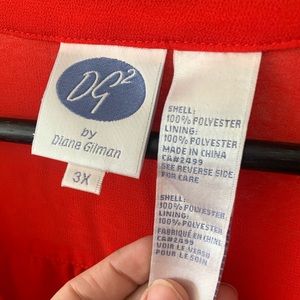 DG²
by
Diane Gilman
3X
SHELL:
100% POLYESTER
LINING:
100% POLYESTER
MADE IN CHINA
CA#2499
SEE REVERSE SIDE
FOR CARE
SHELL:
100% POLYESTER
LINING:
100% POLYESTER
FABRIQUÉ EN CHINE
CA#2499
VOIR LE VERSO
POUR LE SOIN